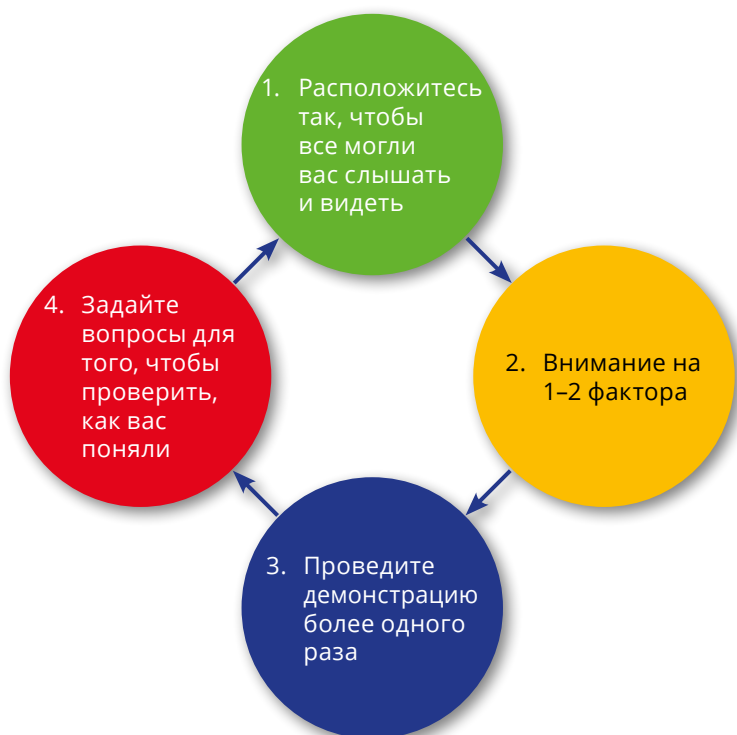 1. Расположитесь
так, чтобы
все могли
вас слышать
и видеть
2. Внимание на
1–2 фактора
3. Проведите
демонстрацию
более одного
раза
4. Задайте
вопросы для
того, чтобы
проверить,
как вас
поняли